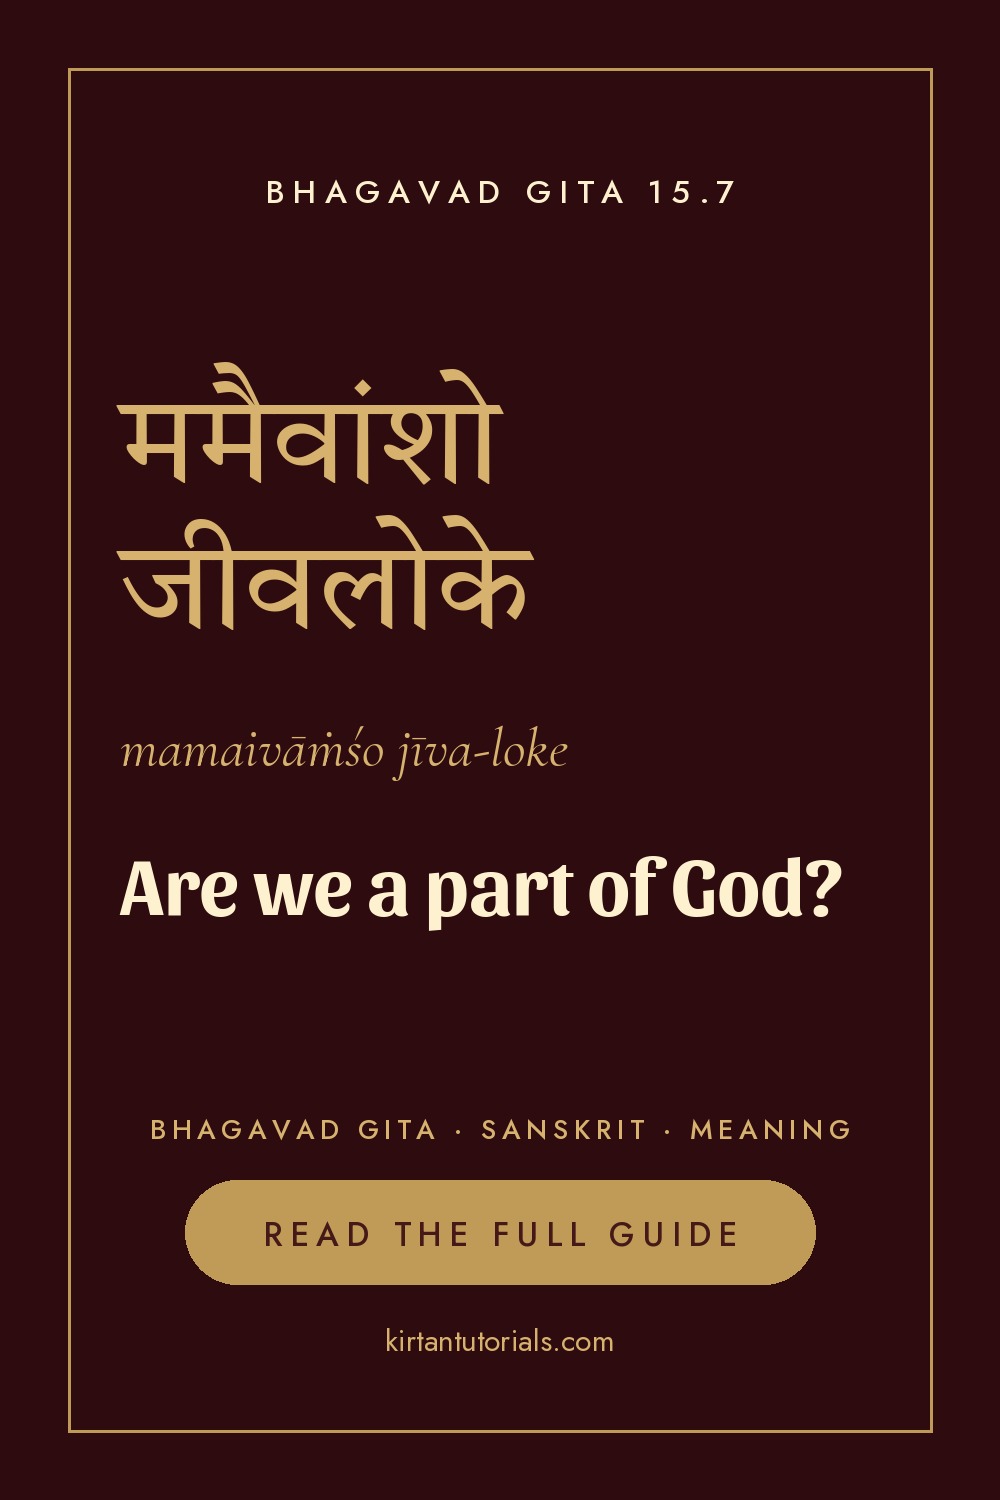 BHAGAVAD GITA 15.7
ममैवांशो
जीवलोके
mamaivāṁśo jīva-loke
Are we a part of God?
BHAGAVAD GITA · SANSKRIT · MEANING
READ THE FULL GUIDE
kirtantutorials.com